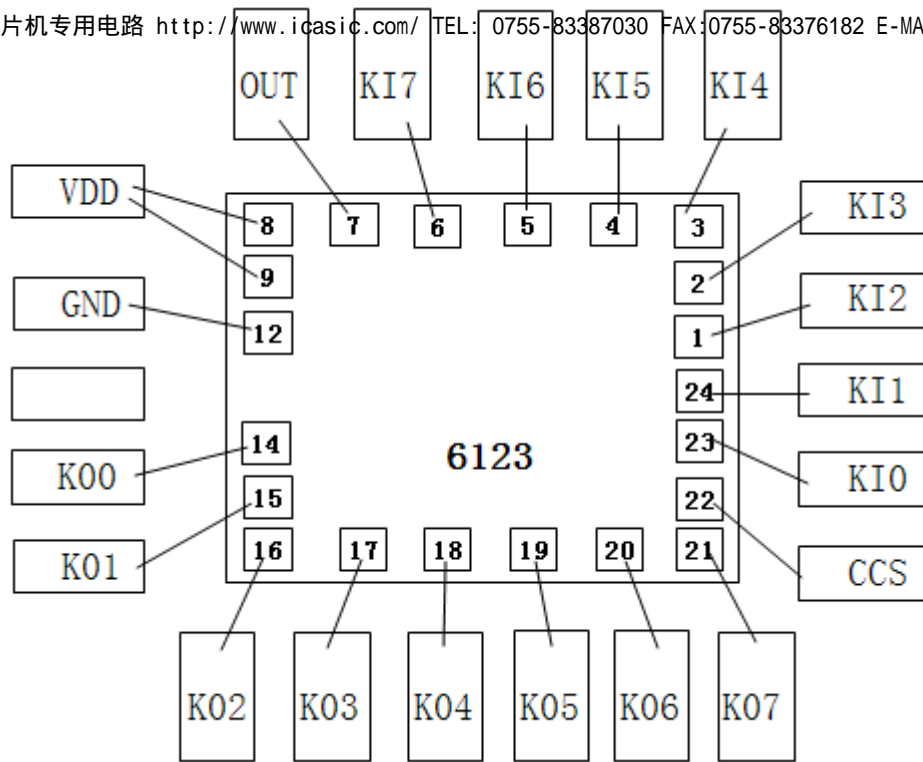 片机专用电路 http://www.icasic.com/ TEL: 0755-83387030 FAX:0755-83376182 E-MA
OUT KI7 KI6 KI5 KI4
VDD 8 7 6 5 4 3 KI3
9 2
GND 12 1 KI2
24 KI1
K00 14 6123 23 KI0
15 22
K01 16 17 18 19 20 21 CCS
K02 K03 K04 K05 K06 K07